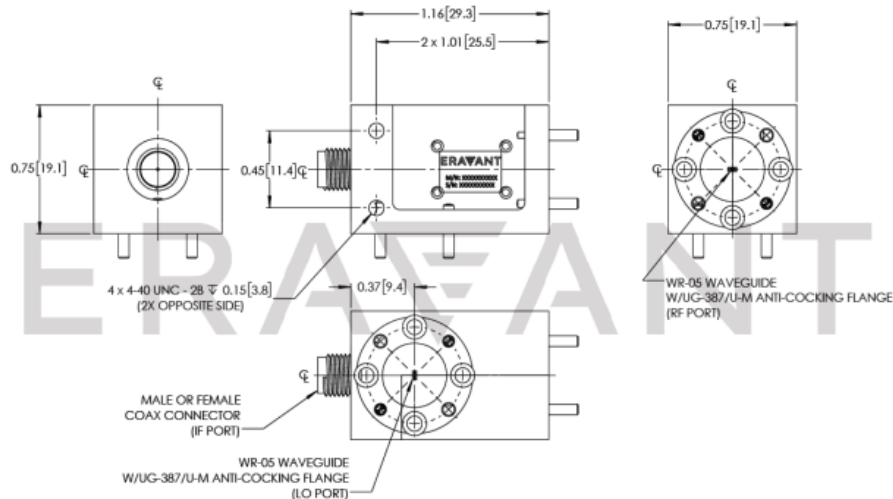 1.16[29.3]
2 x 1.01[25.5]
0.75[19.1]
0.75[19.1]
0.45[11.4]
ERAVANT
M/N: XXXXXXXXXX
S/N: XXXXXXXXXX
ERAVANT
4 x 4-40 UNC - 2B ↧ 0.15[3.8]
(2X OPPOSITE SIDE)
0.37[9.4]
WR-05 WAVEGUIDE
W/UG-387/U-M ANTI-COCKING FLANGE
(RF PORT)
MALE OR FEMALE
COAX CONNECTOR
(IF PORT)
WR-05 WAVEGUIDE
W/UG-387/U-M ANTI-COCKING FLANGE
(LO PORT)